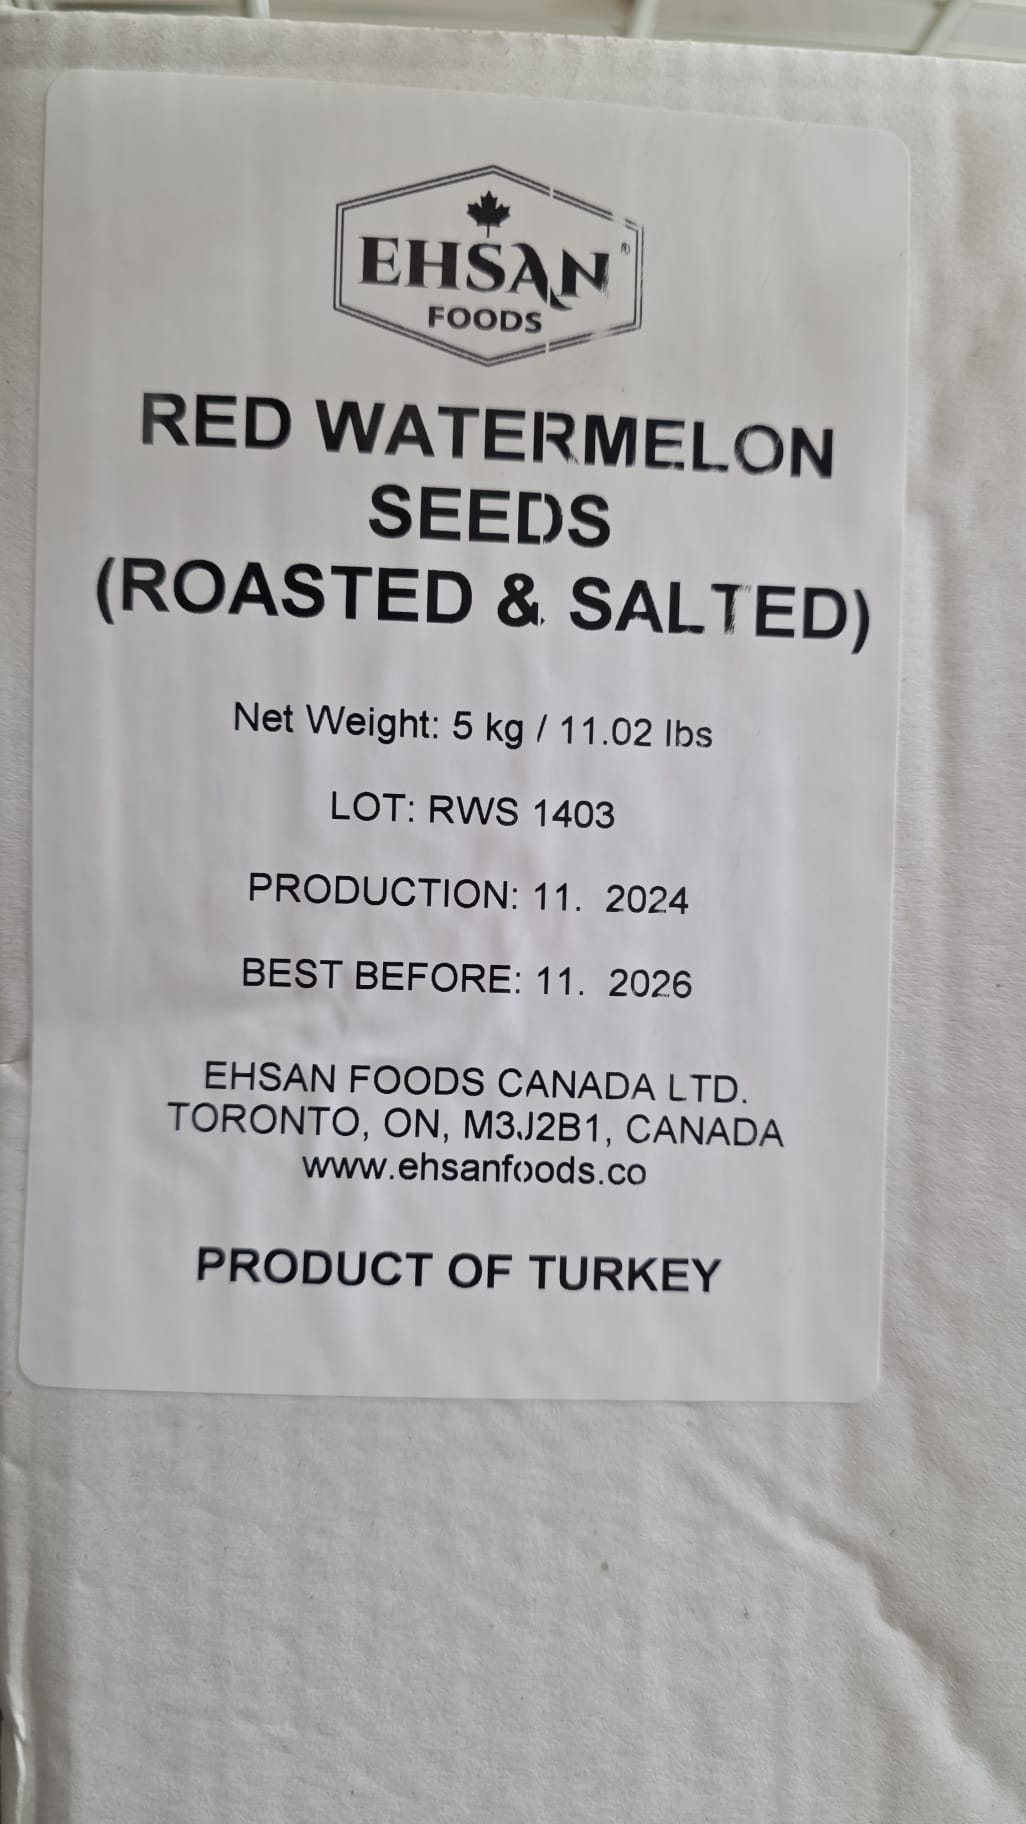 EHSAN ®
FOODS
RED WATERMELON
SEEDS
(ROASTED & SALTED)
Net Weight: 5 kg / 11.02 lbs
LOT: RWS 1403
PRODUCTION: 11.  2024
BEST BEFORE: 11.  2026
EHSAN FOODS CANADA LTD.
TORONTO, ON, M3J2B1, CANADA
www.ehsanfoods.co
PRODUCT OF TURKEY